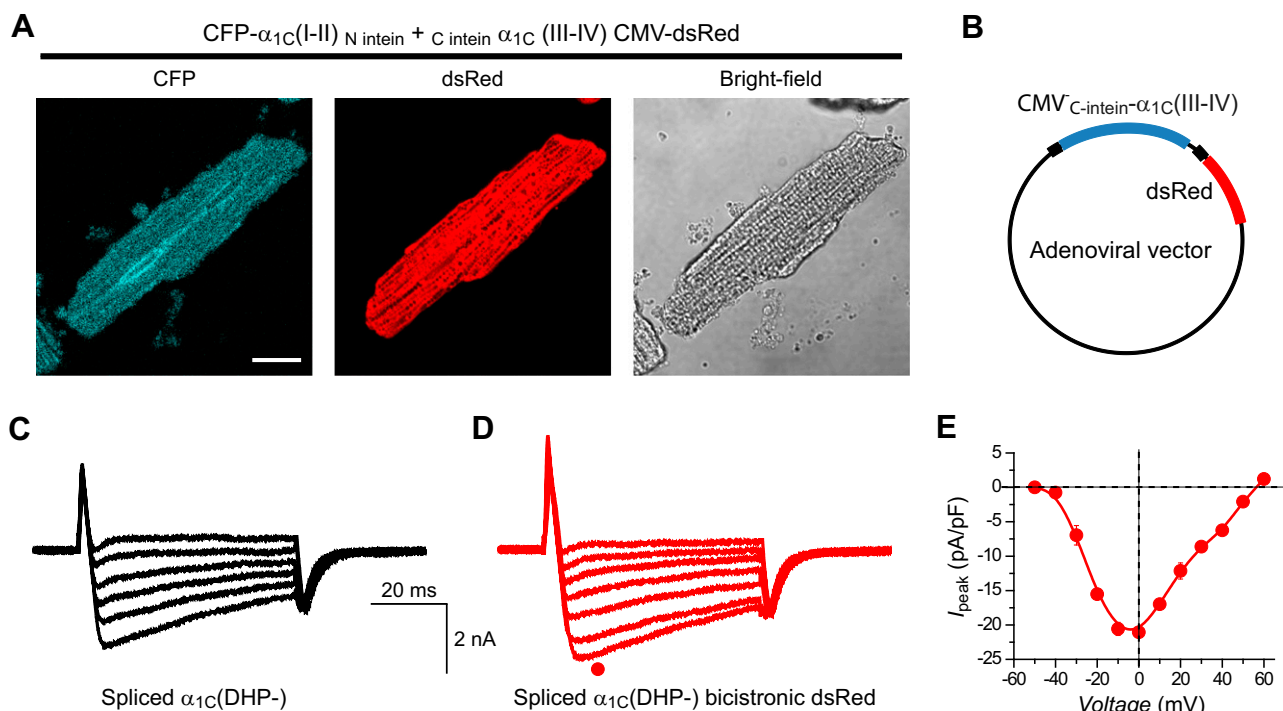 A
CFP-α1C(I-II) N intein + C intein α1C (III-IV) CMV-dsRed
CFP
dsRed
Bright-field
B
CMV-C-intein-α1C(III-IV)
dsRed
Adenoviral vector
C
20 ms
2 nA
Spliced α1C(DHP-)
D
Spliced α1C(DHP-) bicistronic dsRed
E
5
0
-5
-10
-15
-20
-25
Ipeak (pA/pF)
-60 -40 -20 0 20 40 60
Voltage (mV)